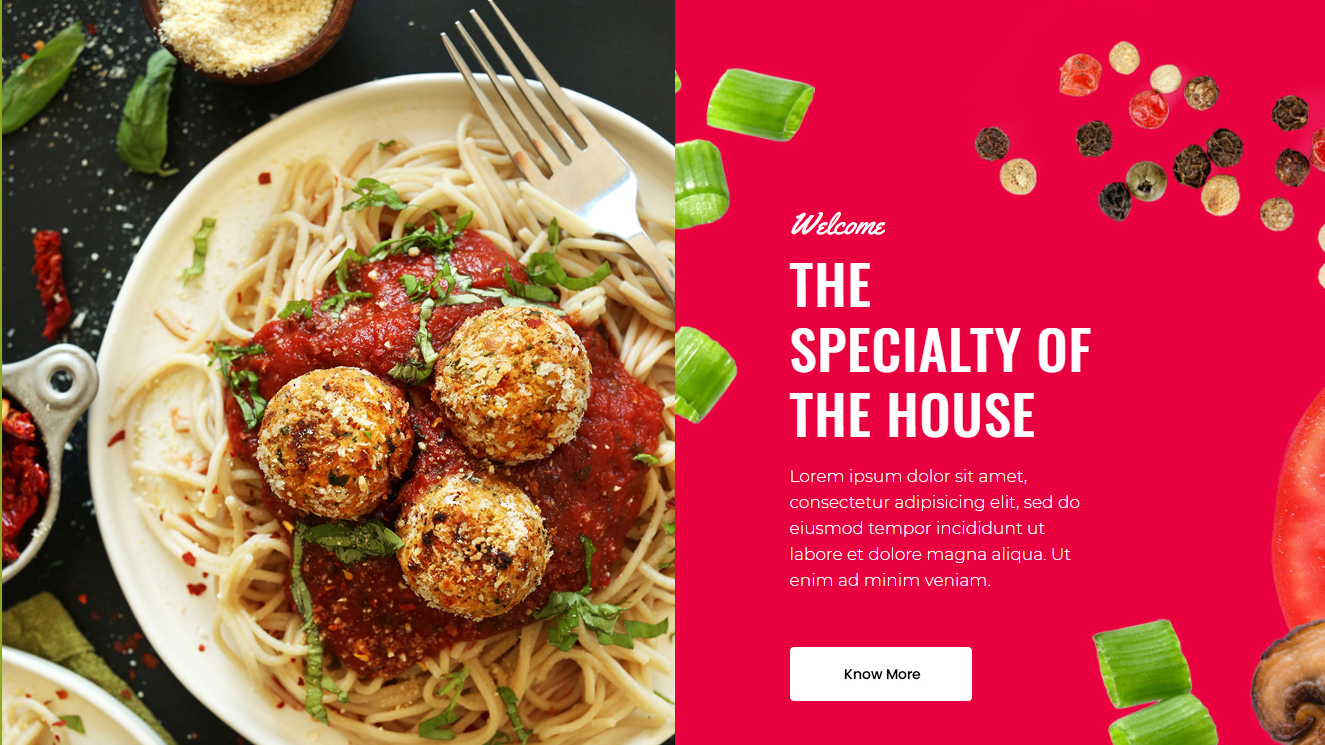 Welcome
THE
SPECIALTY OF
THE HOUSE
Lorem ipsum dolor sit amet,
consectetur adipisicing elit, sed do
eiusmod tempor incididunt ut
labore et dolore magna aliqua. Ut
enim ad minim veniam.
Know More